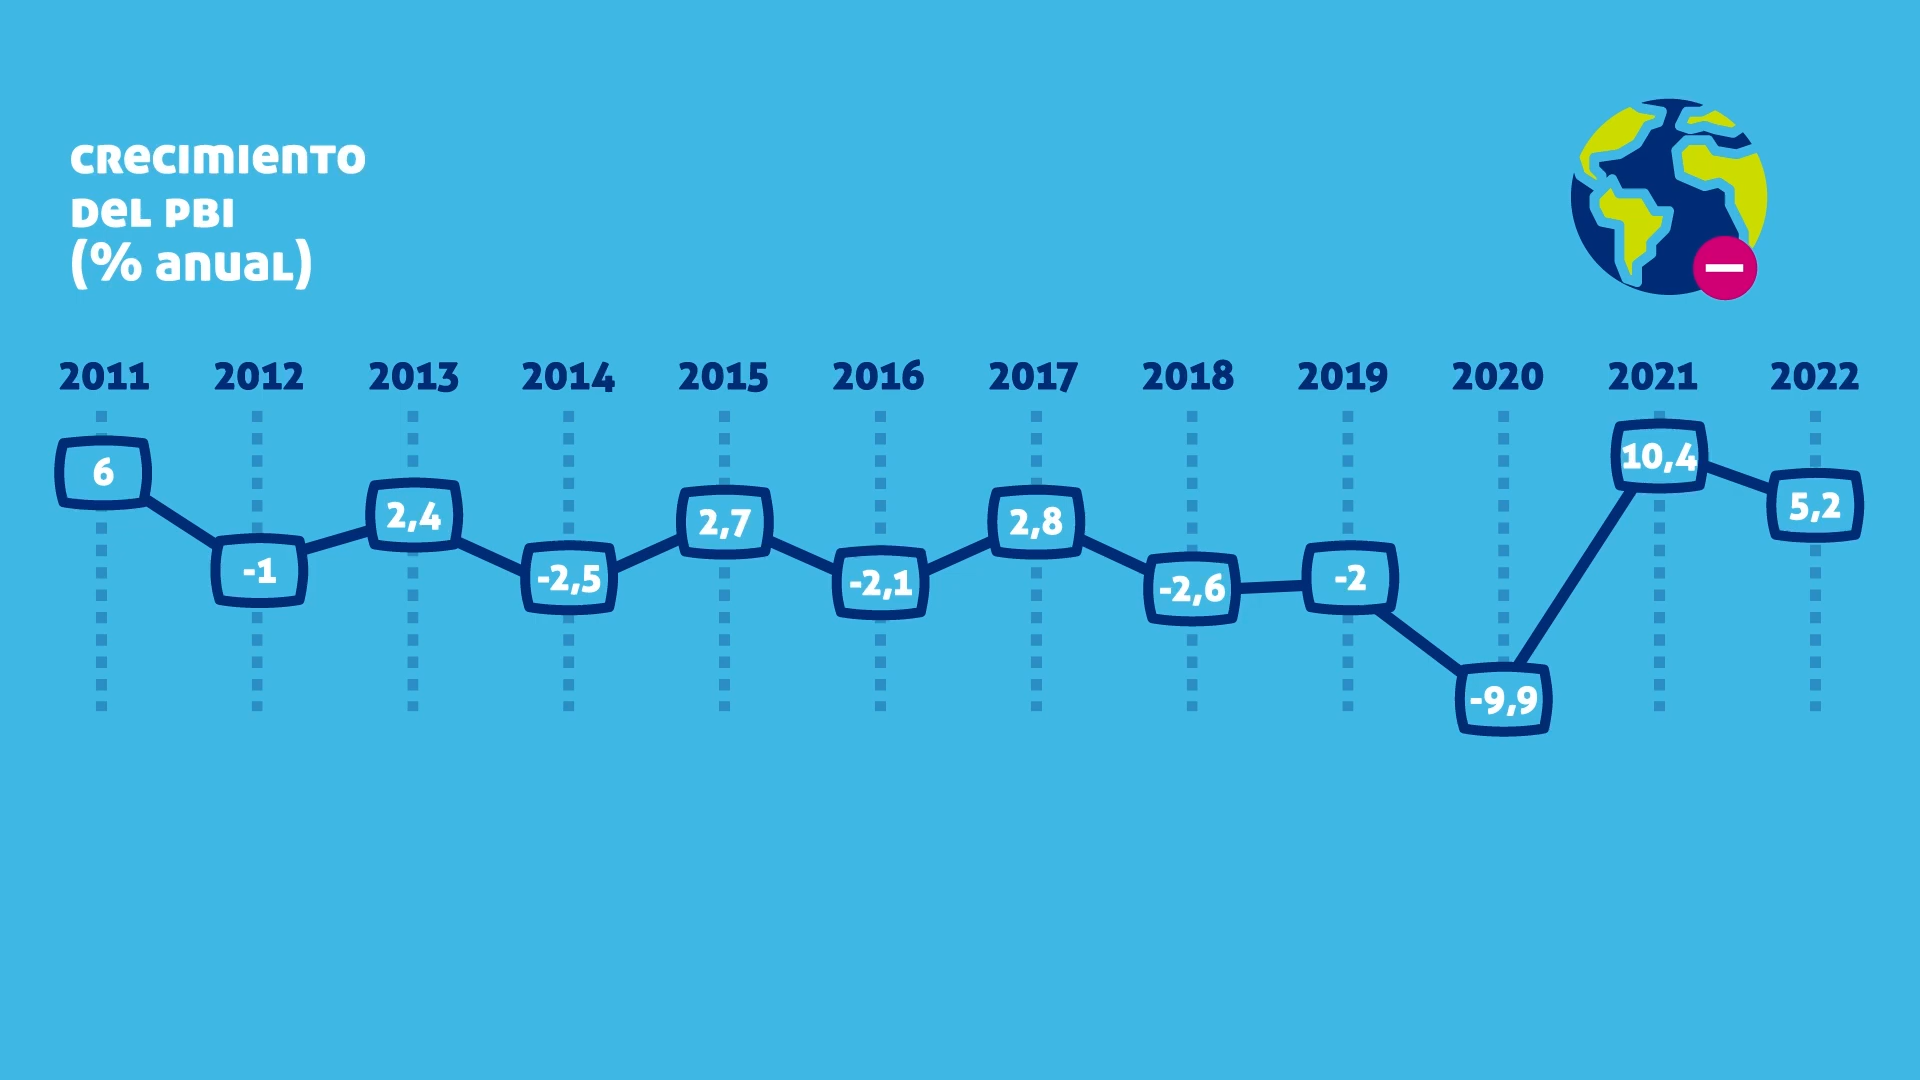 CRECIMIENTO
DEL PBI
(% ANUAL)
2011 2012 2013 2014 2015 2016 2017 2018 2019 2020 2021 2022
6 -1 2,4 -2,5 2,7 -2,1 2,8 -2,6 -2 -9,9 10,4 5,2